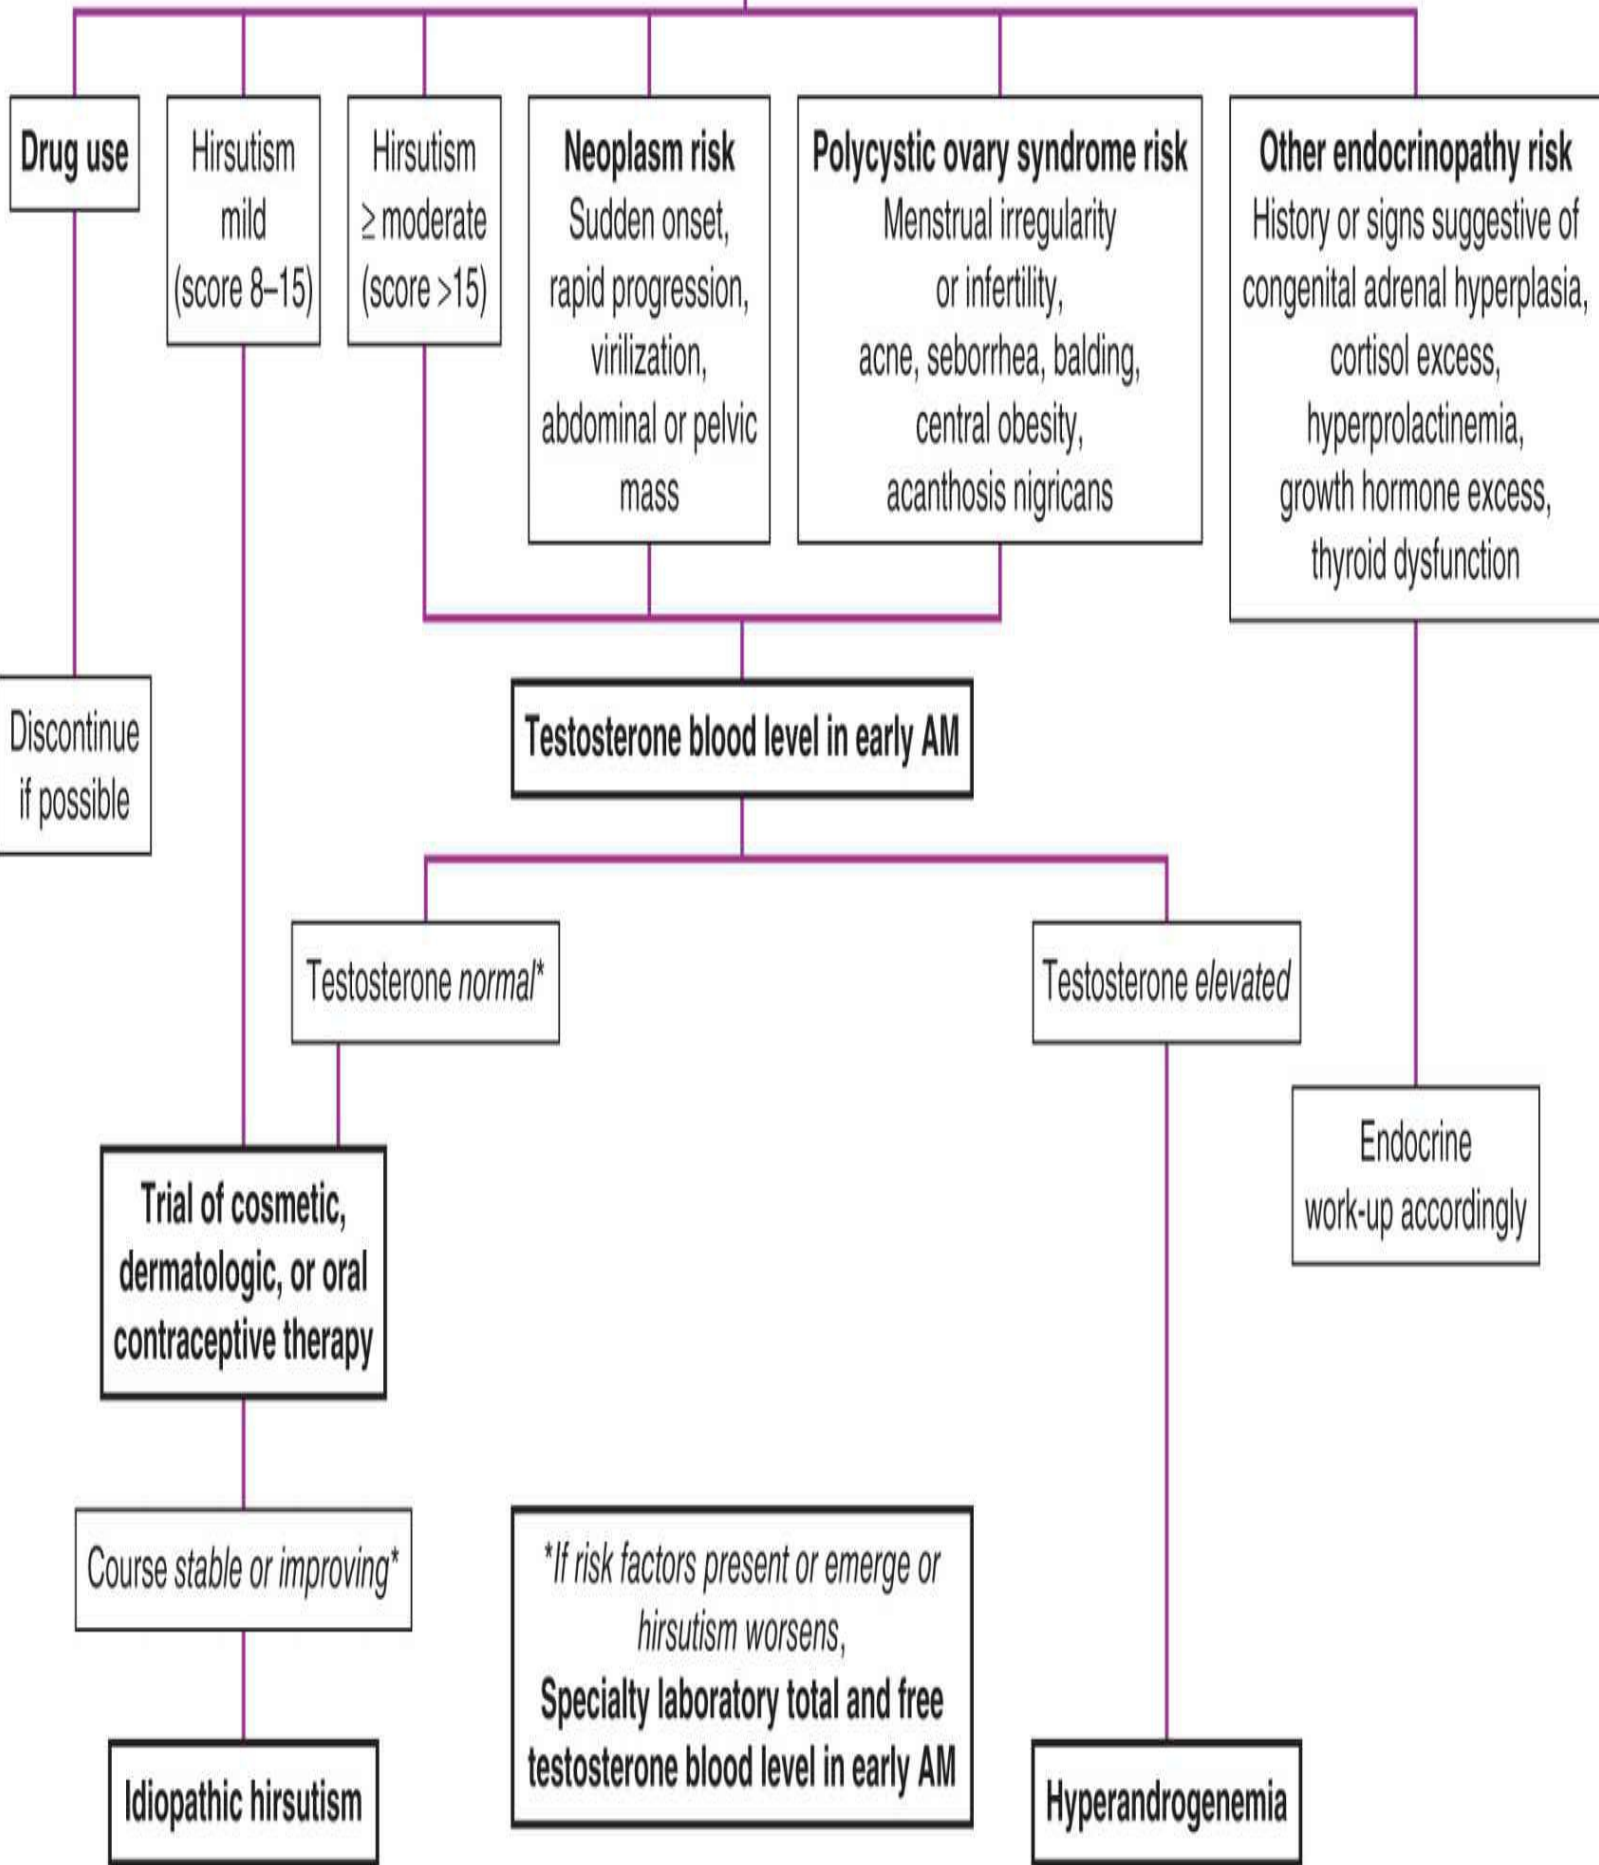 Drug use
Hirsutism
mild
(score 8–15)
Hirsutism
≥ moderate
(score >15)
Neoplasm risk
Sudden onset,
rapid progression,
virilization,
abdominal or pelvic
mass
Polycystic ovary syndrome risk
Menstrual irregularity
or infertility,
acne, seborrhea, balding,
central obesity,
acanthosis nigricans
Other endocrinopathy risk
History or signs suggestive of
congenital adrenal hyperplasia,
cortisol excess,
hyperprolactinemia,
growth hormone excess,
thyroid dysfunction
Discontinue
if possible
Testosterone blood level in early AM
Testosterone normal*
Testosterone elevated
Endocrine
work-up accordingly
Trial of cosmetic,
dermatologic, or oral
contraceptive therapy
Course stable or improving*
*If risk factors present or emerge or
hirsutism worsens,
Specialty laboratory total and free
testosterone blood level in early AM
Idiopathic hirsutism
Hyperandrogenemia